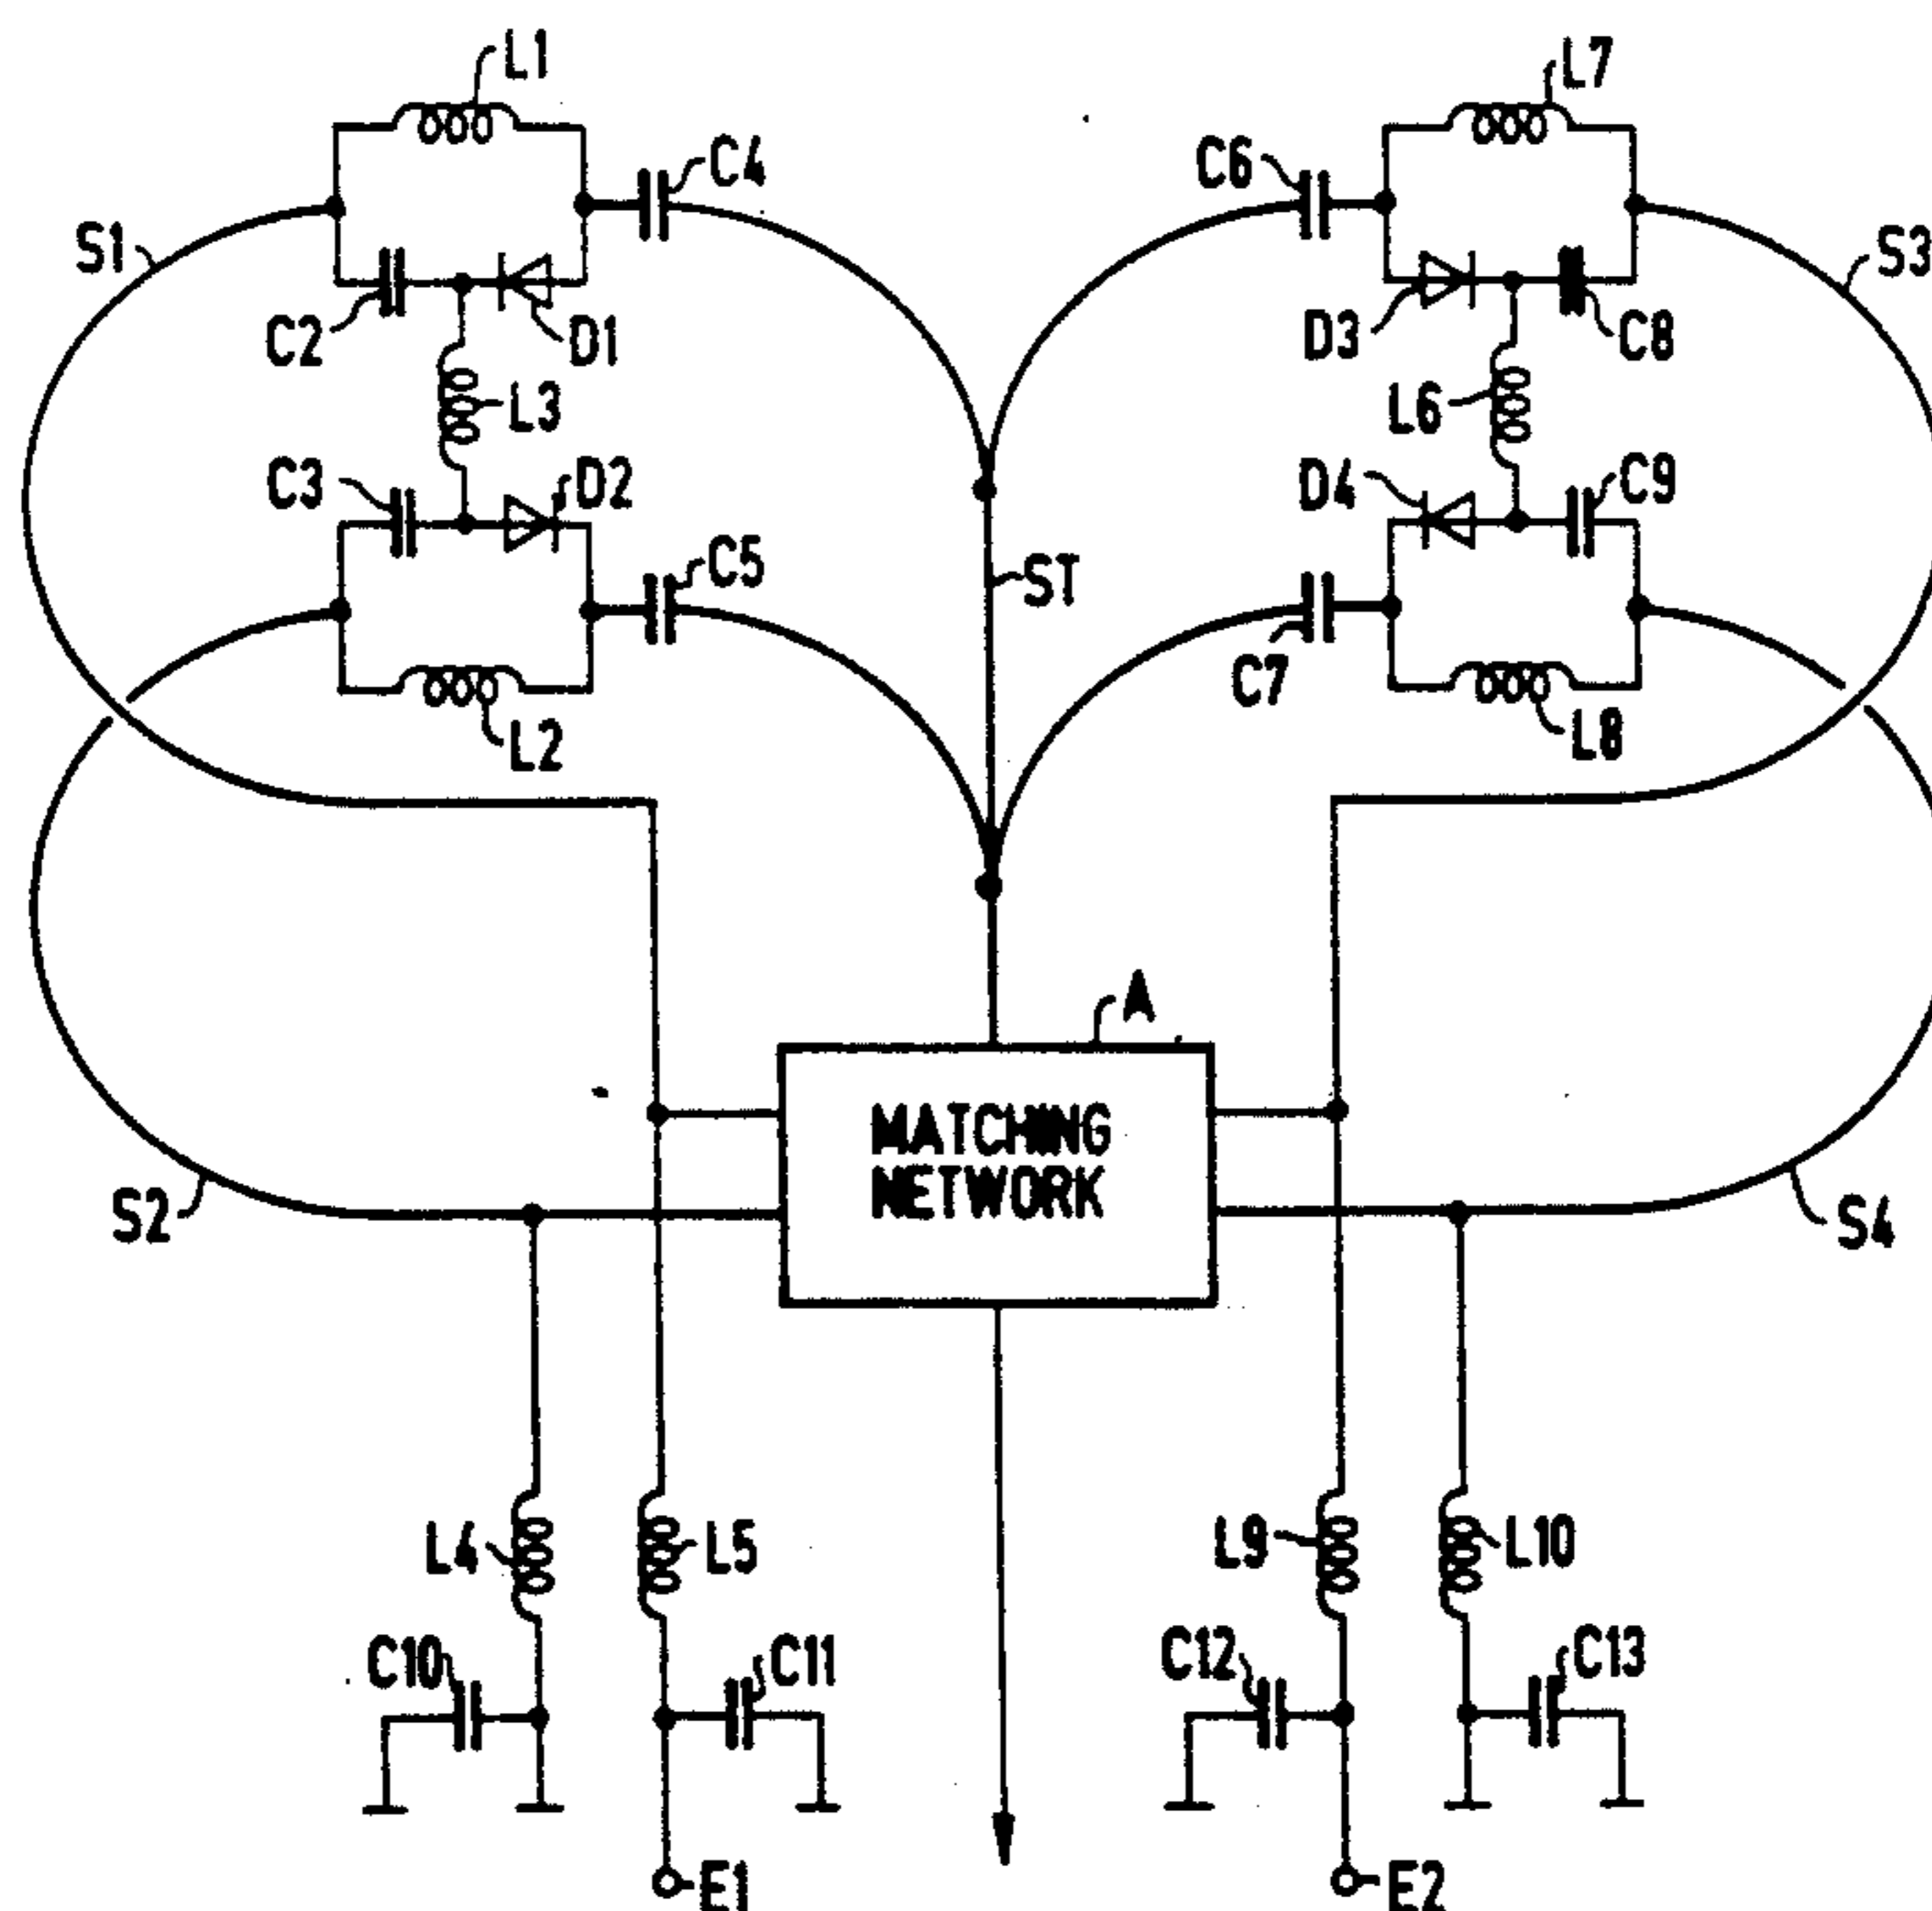 L1
L7
C4
C6
S1
S3
C2
D1
D3
C8
L3
L6
C3
D2
D4
C9
C5
ST
C7
L2
L8
A
MATCHING
NETWORK
S2
S4
L4
L5
L9
L10
C10
C11
C12
C13
E1
E2